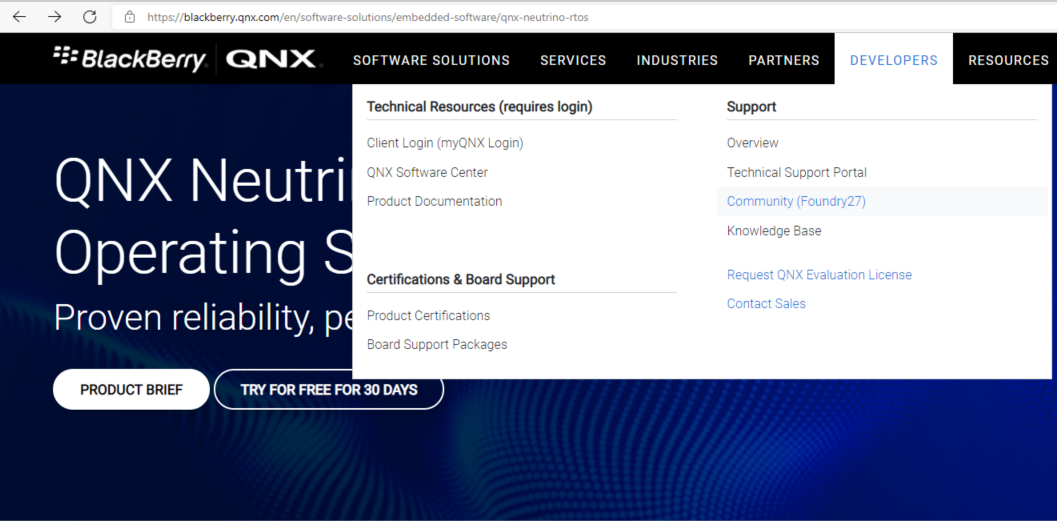 https://blackberry.qnx.com/en/software-solutions/embedded-software/qnx-neutrino-rtos
BlackBerry QNX SOFTWARE SOLUTIONS SERVICES INDUSTRIES PARTNERS DEVELOPERS RESOURCES
Technical Resources (requires login)
Client Login (myQNX Login)
QNX Software Center
Product Documentation
Certifications & Board Support
Product Certifications
Board Support Packages
Support
Overview
Technical Support Portal
Community (Foundry27)
Knowledge Base
Request QNX Evaluation License
Contact Sales
QNX Neutri
Operating S
Proven reliability, pe
PRODUCT BRIEF TRY FOR FREE FOR 30 DAYS